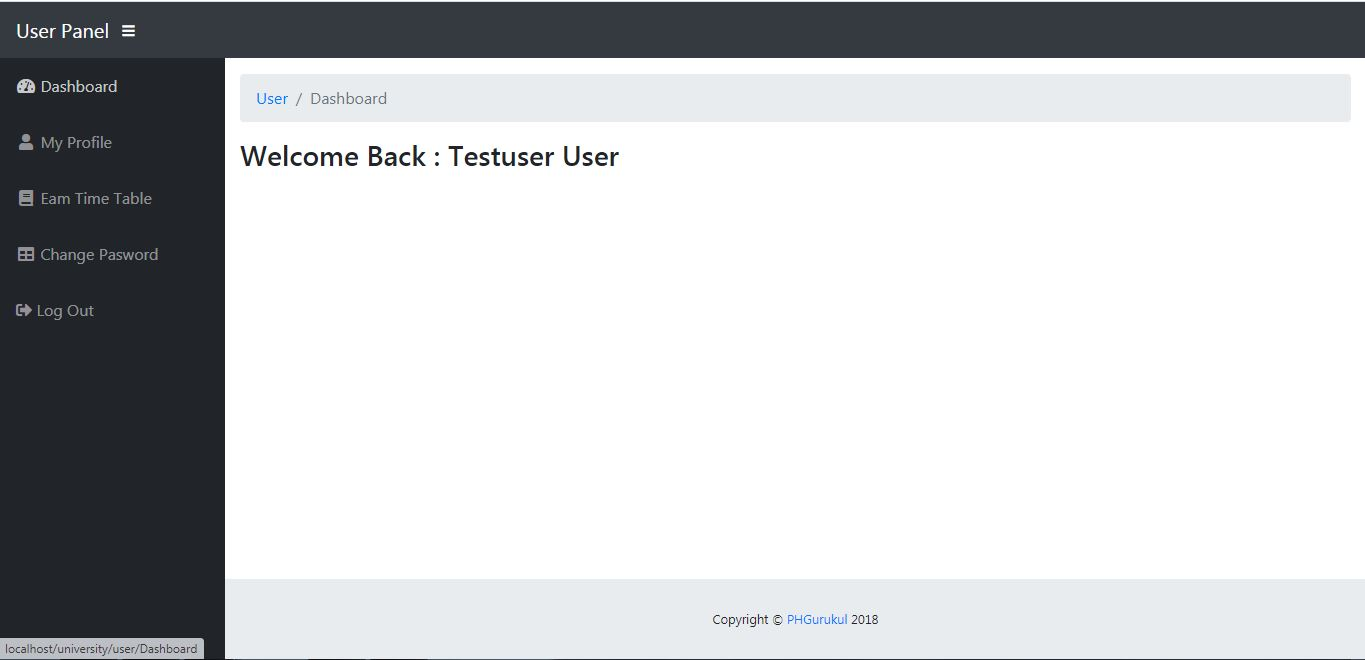 User Panel
Dashboard
My Profile
Eam Time Table
Change Pasword
Log Out
User / Dashboard
Welcome Back : Testuser User
Copyright © PHGurukul 2018
localhost/university/user/Dashboard